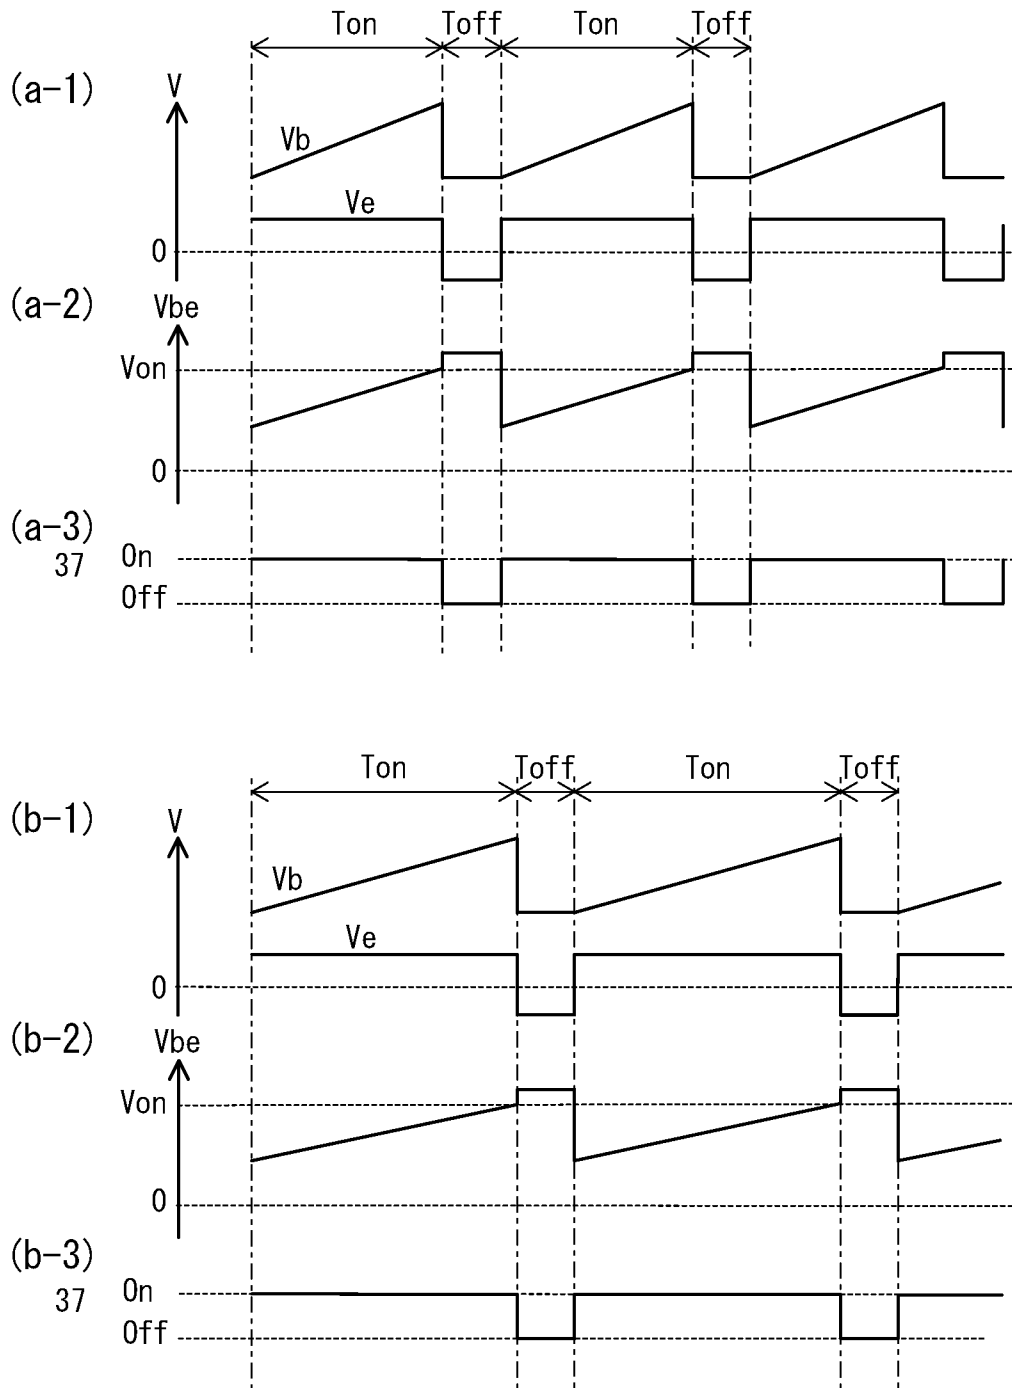 Ton Toff Ton Toff
(a-1) V
Vb
Ve
0
(a-2) Vbe
Von
0
(a-3)
37 On
Off
Ton Toff Ton Toff
(b-1) V
Vb
Ve
0
(b-2) Vbe
Von
0
(b-3)
37 On
Off